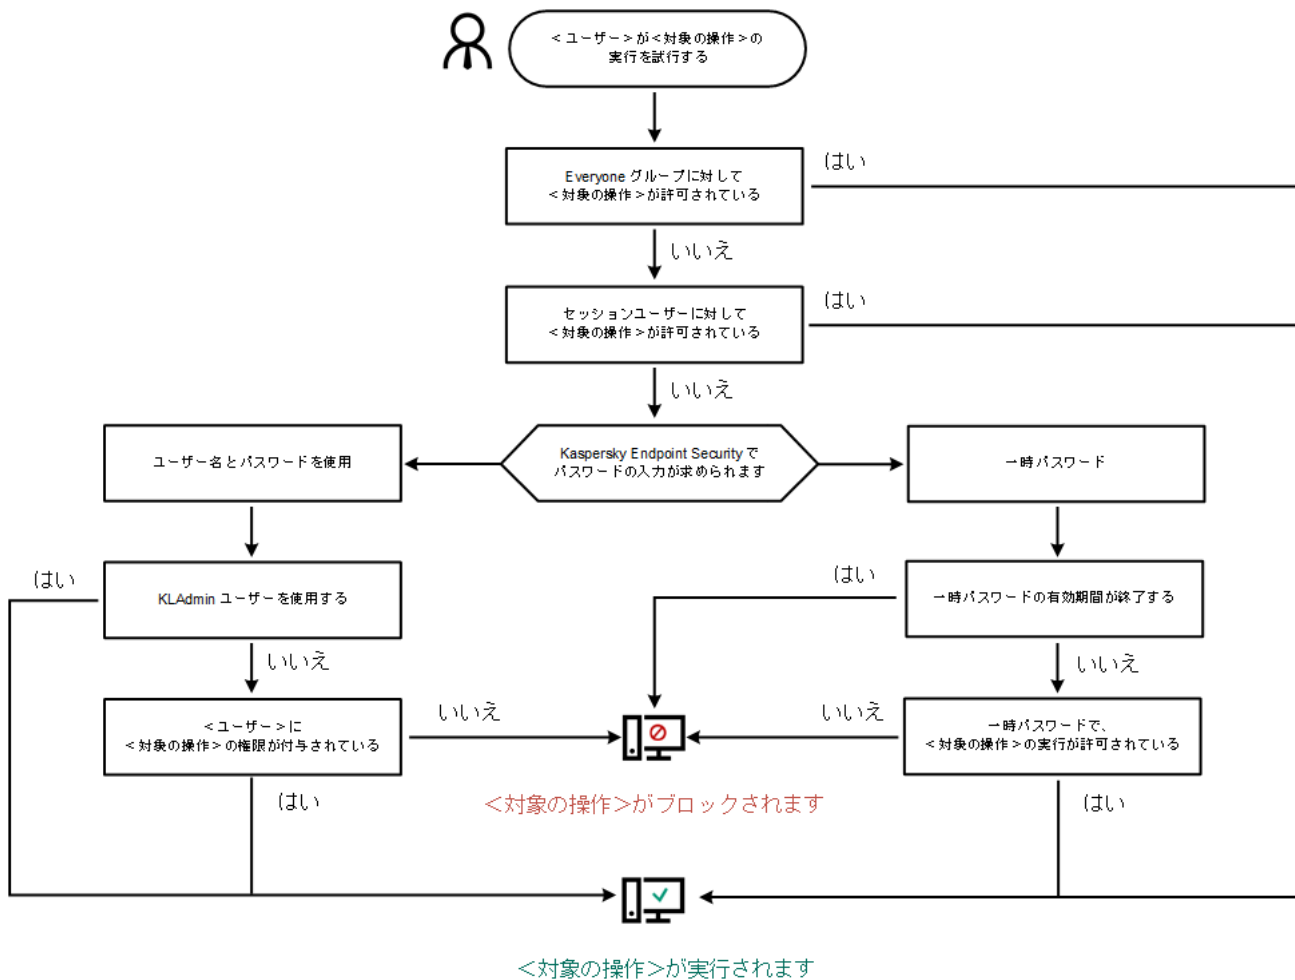 ＜ユーザー＞が＜対象の操作＞の
実行を試行する
Everyone グループに対して
＜対象の操作＞が許可されている
はい
いいえ
セッションユーザーに対して
＜対象の操作＞が許可されている
はい
いいえ
ユーザー名とパスワードを使用
Kaspersky Endpoint Security で
パスワードの入力が求められます
一時パスワード
はい
KLAdmin ユーザーを使用する
はい
一時パスワードの有効期間が終了する
いいえ
いいえ
＜ユーザー＞に
＜対象の操作＞の権限が付与されている
いいえ
いいえ
一時パスワードで、
＜対象の操作＞の実行が許可されている
はい
＜対象の操作＞がブロックされます
はい
＜対象の操作＞が実行されます